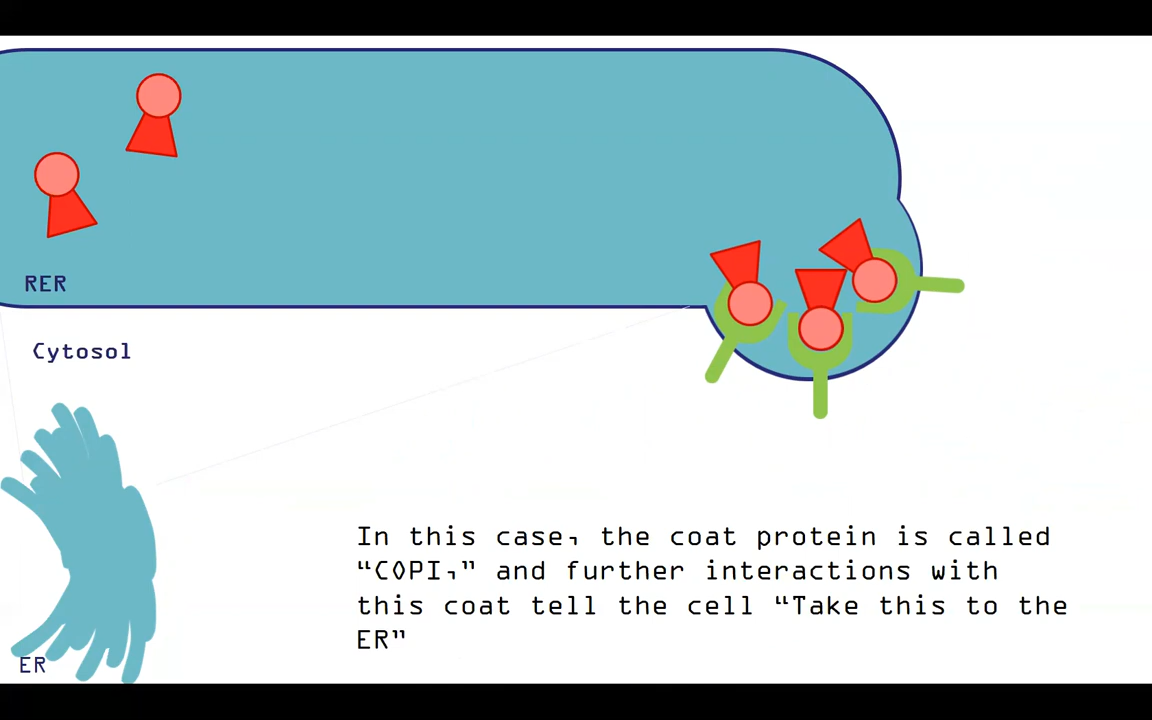 RER
Cytosol
In this case, the coat protein is called
“COPI,” and further interactions with
this coat tell the cell “Take this to the
ER”
ER